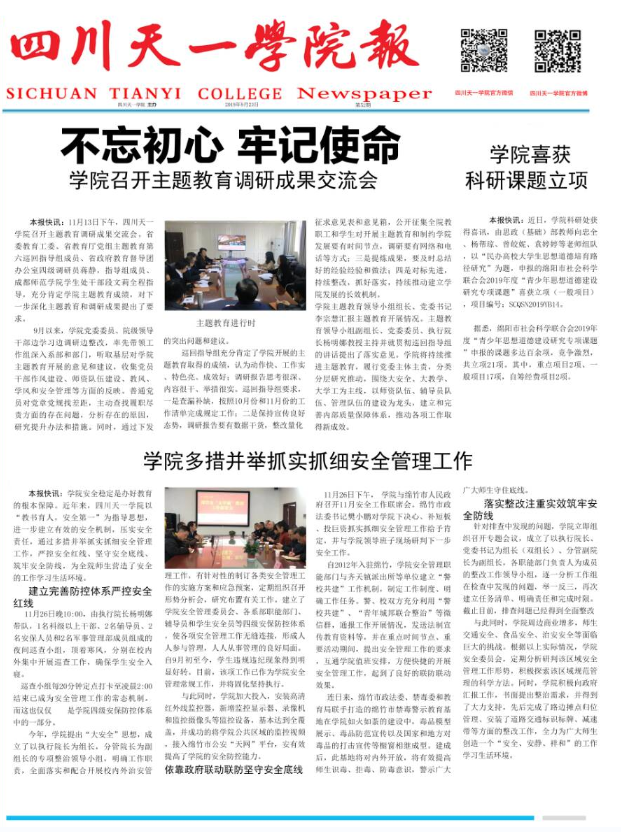 四川天一學院報
SICHUAN TIANYI COLLEGE Newspaper
四川天一学院 主办
四川天一学院官方微信 四川天一学院官方微博
不忘初心 牢记使命
学院召开主题教育调研成果交流会
本报快讯：11月13日下午，四川天一
学院召开主题教育调研成果交流会。省
委教育工委、省教育厅党组主题教育第
六巡回指导组成员、省政府教育督导团
办公室四级调研员蒋静、指导组成员、
成都师范学院学生处干部段文莉全程指
导，充分肯定学院主题教育成绩，对下
一步深化主题教育和调研成果提出了要
求。
9月以来，学院党委委员、院级领导
干部边学习边调研边整改，率先带领工
作组深入系部和部门，听取基层对学院
主题教育开展的意见和建议，收集党员
干部作风建设、师资队伍建设、教风、
学风和安全管理等方面的反映。普通党
员对党章党规找差距，主动查找履职尽
责方面的存在问题，分析存在的原因，
研究提升办法和措施。同时，通过下发
主题教育进行时
的突出问题和建议。
巡回指导组充分肯定了学院开展的主
题教育取得的成绩，认为动作快、工作实
、特色亮、成效好；调研报告思考很深、
内容很干、举措很实。巡回指导组要求，
一是查漏补缺，按照10月份和11月份的工
作清单完成规定工作；二是保持宣传良好
态势，调研报告要有数据干货，整改量化
征求意见表和意见箱，公开征集全院教
职工和学生对开展主题教育和制约学院
发展要有时间节点，调研要有网络和电
话等方式；三是提炼成果，要及时总结
好的经验经验和做法；四是对标先进，
持续整改，抓好落实，持续推动建立学
院发展的长效机制。
学院主题教育领导小组组长、党委书记
李宗慧汇报主题教育开展情况。主题教
育领导小组副组长、党委委员、执行院
长杨明娜教授主持并就贯彻巡回指导组
的讲话提出了落实意见。学院将持续推
进主题教育，履行党委主体责，分类
分层研究推动，围绕大安全、大教学、
大学工为主线，以师资队伍、辅导员队
伍、管理队伍的建设为龙头，建立和完
善内部质量保障体系，推动各项工作取
得新成效。
学院喜获
科研课题立项
本报快讯：近日，学院科研处获
得喜讯，由思政（基础）部教师向忠全
、杨帮琼、曾皎妮、袁婷婷等老师组队
，以“民办高校大学生思想道德培育路
径研究”为题，申报的绵阳市社会科学
联合会2019年度“青少年思想道德建设
研究专项课题”喜获立项（一般项目）
，项目编号：SCQSN2019YB14。
据悉，绵阳市社会科学联合会2019年
度“青少年思想道德建设研究专项课题
”申报的课题多达百余项，竞争激烈，
共立项21项。其中，重点项目2项、一
般项目17项，自筹经费项目2项。
学院多措并举抓实抓细安全管理工作
本报快讯：学院安全稳定是办好教育
的根本保障。近年来，四川天一学院以
“教书育人，安全第一”为指导思想，
进一步建立有效的安全机制，压实安全
责任，通过多措并举抓实抓细安全管理
工作，严控安全红线、坚守安全底线、
筑牢安全防线，为全院师生营造了安全
的工作学习生活环境。
建立完善防控体系严控安全
红线
11月26日晚10:00，由执行院长杨明娜
带队，1名科级以上干部、2名辅导员、2
名安保人员和2名军事管理部成员组成的
夜间巡查小组，顶着寒风，分别在校内
外集中开展巡查工作，确保学生安全入
寝。
巡查小组每20分钟定点打卡至凌晨2:00
结束已成为安全管理工作的常态机制。
而这也仅仅 是学院四级安保防控体系
中的一部分。
今年，学院提出“大安全”思想，成
立了以执行院长为组长，分管院长为副
组长的专项整治领导小组，明确工作职
责，全面落实和配合开展校内外治安管
理工作。有针对性的制订各类安全管理工
作的实施方案和应急预案，定期组织召开
形势分析会，研究布置有关工作。建立了
学院安全管理委员会、各系部职能部门、
辅导员和学生安全员等四级安保防控体系
，使各项安全管理工作无缝连接，形成人
人参与管理、人人从事管理的良好局面。
自9月初至今，学生违规违纪现象得到明
显好转。目前，该项工作已作为学院安全
管理常规工作，并将固化坚持执行。
与此同时，学院加大投入，安装高清
红外线监控器，新增监控显示器、录像机
和监控摄像头等监控设备，基本达到全覆
盖，并成功的将学院公共区域的监控视频
，接入绵竹市公安“天网”平台，安有效
提高了学院的安全防控能力。
依靠政府联动联防坚守安全底线
11月26日下午，学院与绵竹市人民政
府召开11月安全工作联席会。绵竹市政
法委书记樊小鹏对学院下决心、补短板
、投巨资抓实抓细安全管理工作给予肯
定，并与学院领导班子现场研判下一步
安全工作。
自2012年入驻绵竹，学院安全管理职
能部门与齐天镇派出所等单位建立“警
校共建”工作机制，制定工作制度、明
确工作任务。警、校双方充分利用“警
校共建”、“青年城郊联合整治”等微
信群，通报工作开展情况，发送法制宣
传教育资料等，并在重点时间节点、重
要活动期间，提出安全管理工作的要求
，互通学院值班安排，方便快捷的开展
安全管理工作，起到了良好的联防联动
效果。
近日来，绵竹市政法委、禁毒委和教
育局联手打造的绵竹市禁毒警示教育基
地在学院如火如荼的建设中。毒品模型
展示、毒品防范宣传以及国家和地方对
毒品的打击宣传等橱窗相继成型。建成
后，此基地将对内外开放，将有效提高
师生识毒、拒毒、防毒意识，警示广大
广大师生守住底线。
落实整改注重实效筑牢安
全防线
针对排查中发现的问题，学院立即组
织召开专题会议，成立了以执行院长、
党委书记为组长（双组长）、分管副院
长为副组长、各职能部门负责人为成员
的整改工作领导小组，逐一分析工作组
在检查中发现的问题，举一反三，再次
建立任务清单、明确责任和完成时限。
截止目前，排查问题已经得到全面整改
与此同时，学院周边商业增多，师生
交通安全、食品安全、治安安全等面临
巨大的挑战。根据以上实际情况，学院
安全委员会，定期分析研判该区域安全
管理工作形势，积极探索该区域规范管
理的科学办法。同时，学院积极向政府
汇报工作，书面提出整治需求，并得到
了大力支持。先后完成了路边摊点归位
管理、安装了道路交通标识标牌、减速
带等方面的整改工作，全力为广大师生
创造一个“安全、安静、祥和”的工作
学习生活环境。